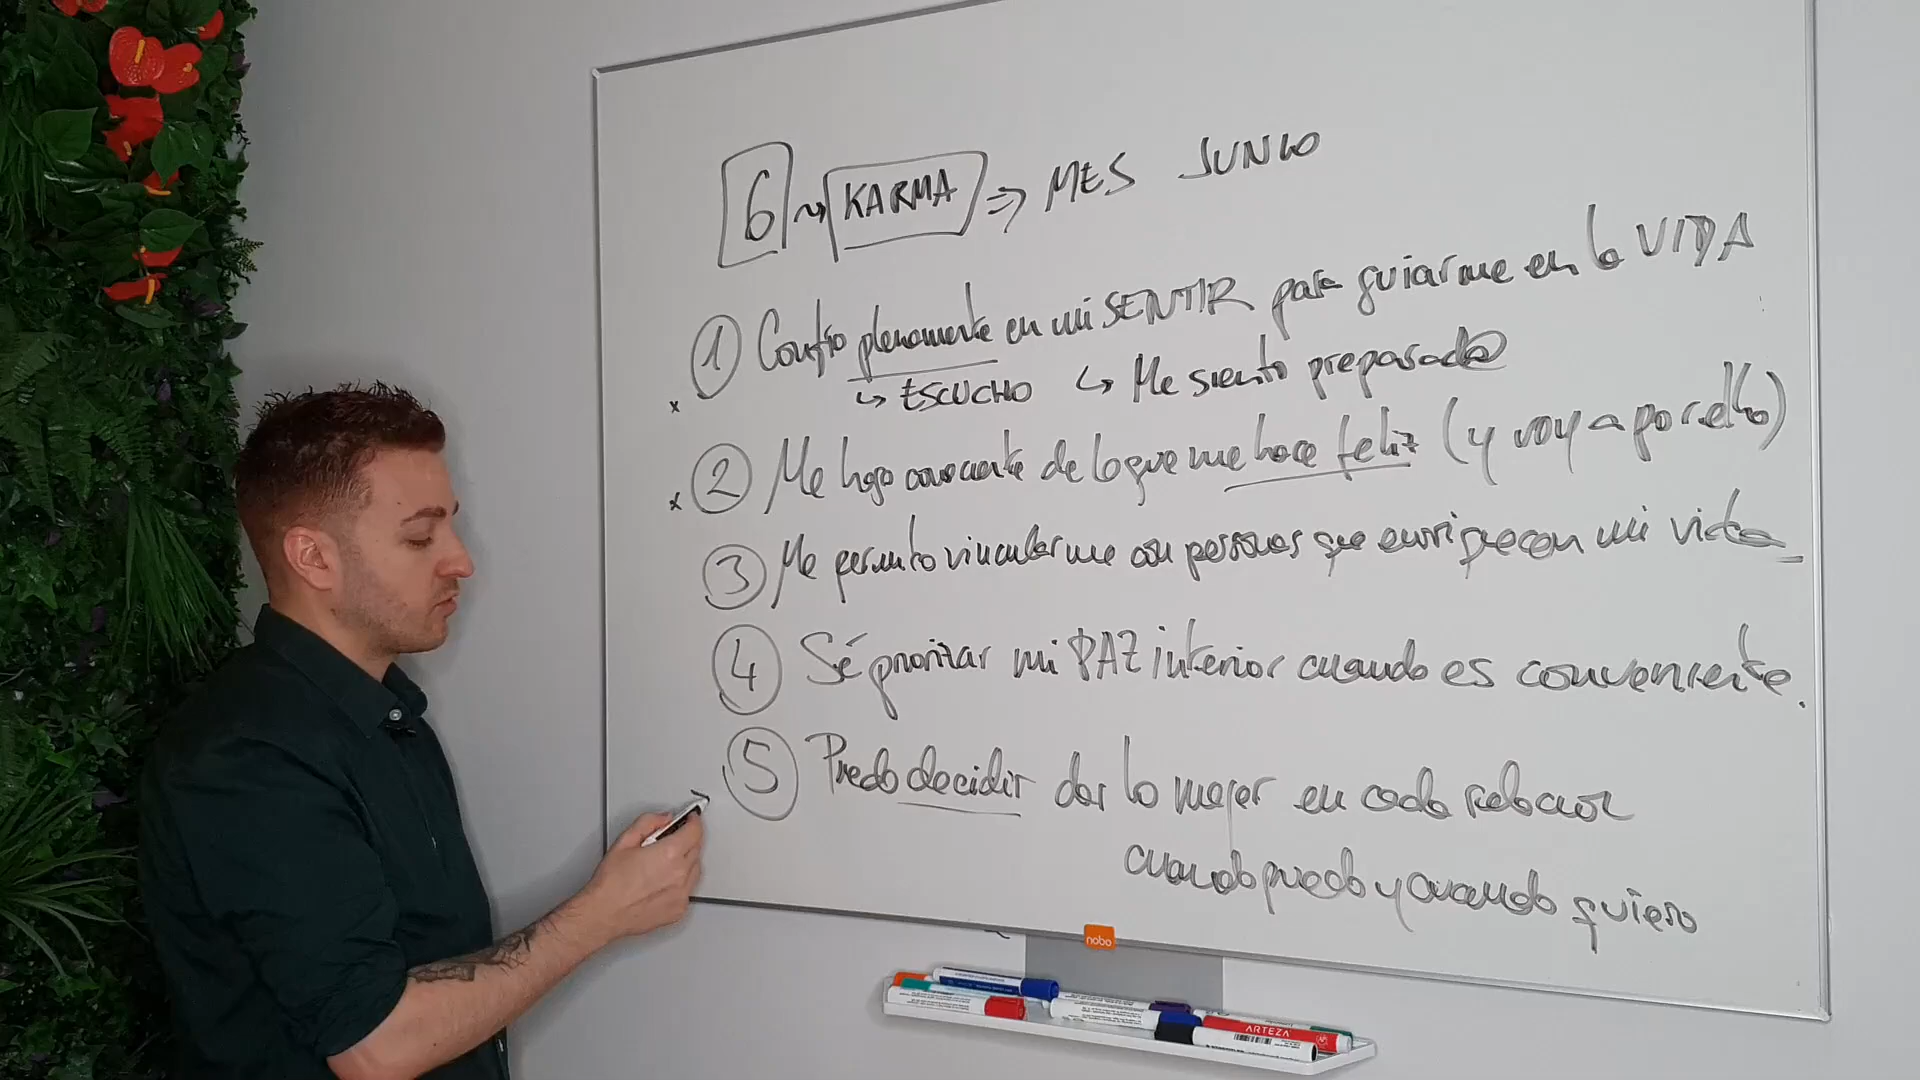 6 → KARMA ⇒ MES JUNIO
① Confío plenamente en mi SENTIR para guiarme en la VIDA
↳ ESCUCHO ↳ Me siento preparado
x
② Me hago consciente de lo que me hace feliz (y voy a por ello)
x
③ Me permito vincularme con personas que enriquecen mi vida
④ Sé priorizar mi PAZ interior cuando es conveniente.
⑤ Puedo decidir dar lo mejor en cada relación
cuando puedo y cuando quiero
nobo
ARTEZA